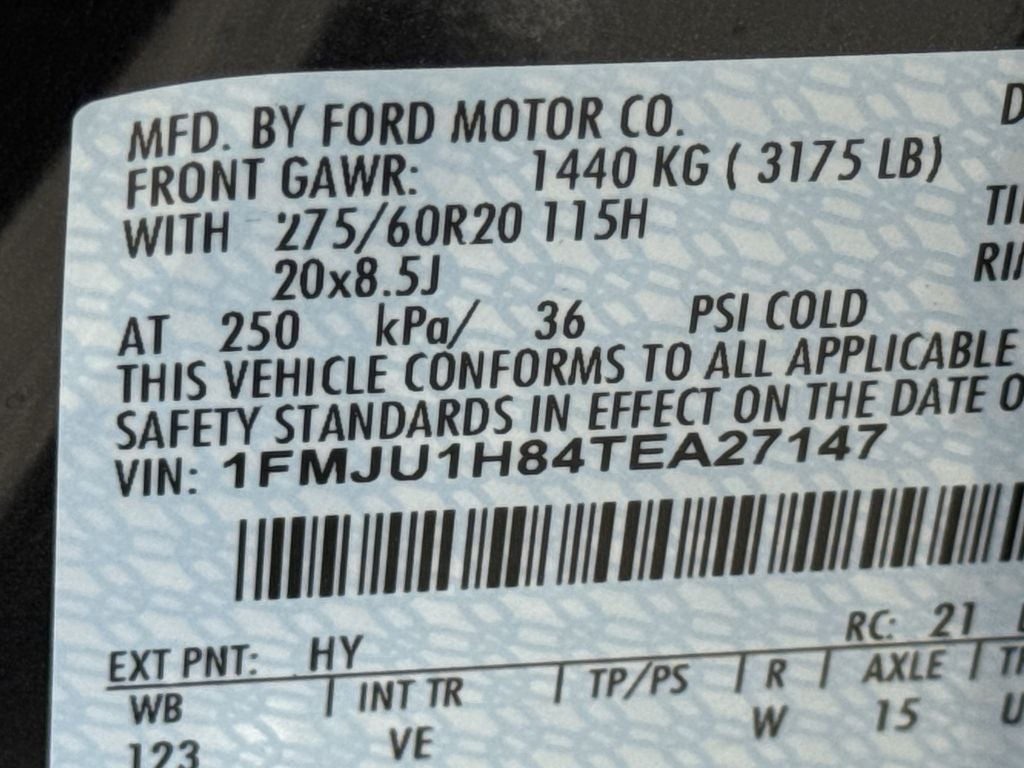 MFD. BY FORD MOTOR CO.
FRONT GAWR: 1440 KG ( 3175 LB)
WITH 275/60R20 115H
20x8.5J
AT 250 kPa/ 36 PSI COLD
THIS VEHICLE CONFORMS TO ALL APPLICABLE
SAFETY STANDARDS IN EFFECT ON THE DATE
VIN: 1FMJU1H84TEA27147
EXT PNT: HY RC: 21
WB | INT TR | TP/PS | R | AXLE |
123 VE W 15